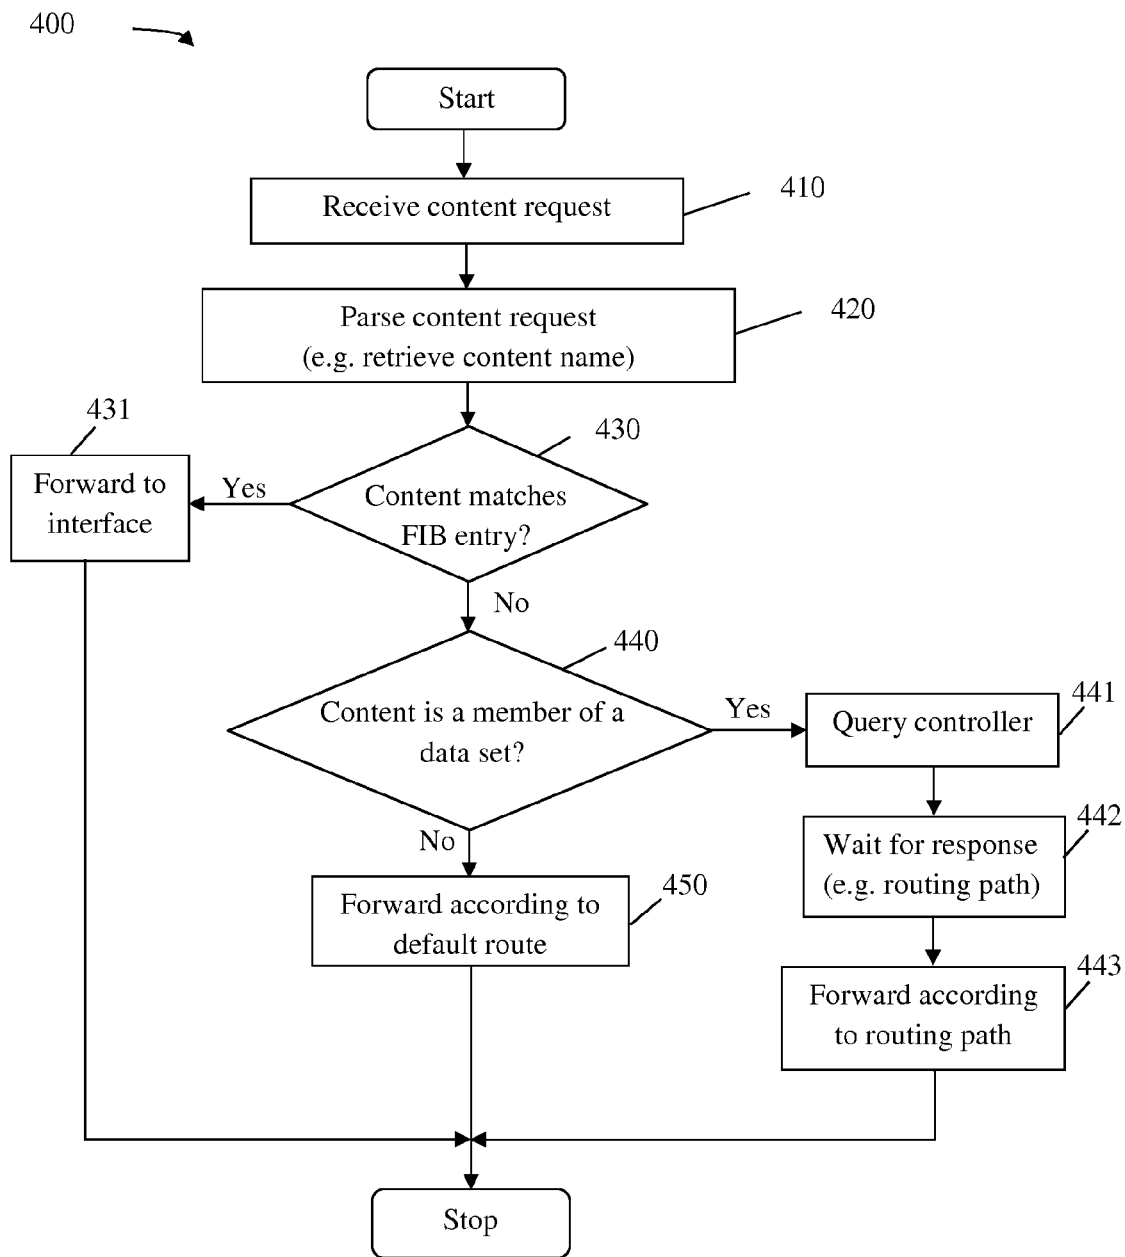 400
Start
Receive content request
410
Parse content request
(e.g. retrieve content name)
420
431
430
Forward to
interface
Yes
Content matches
FIB entry?
No
440
Content is a member of a
data set?
Yes
441
Query controller
442
Wait for response
(e.g. routing path)
No
450
Forward according to
default route
443
Forward according
to routing path
Stop